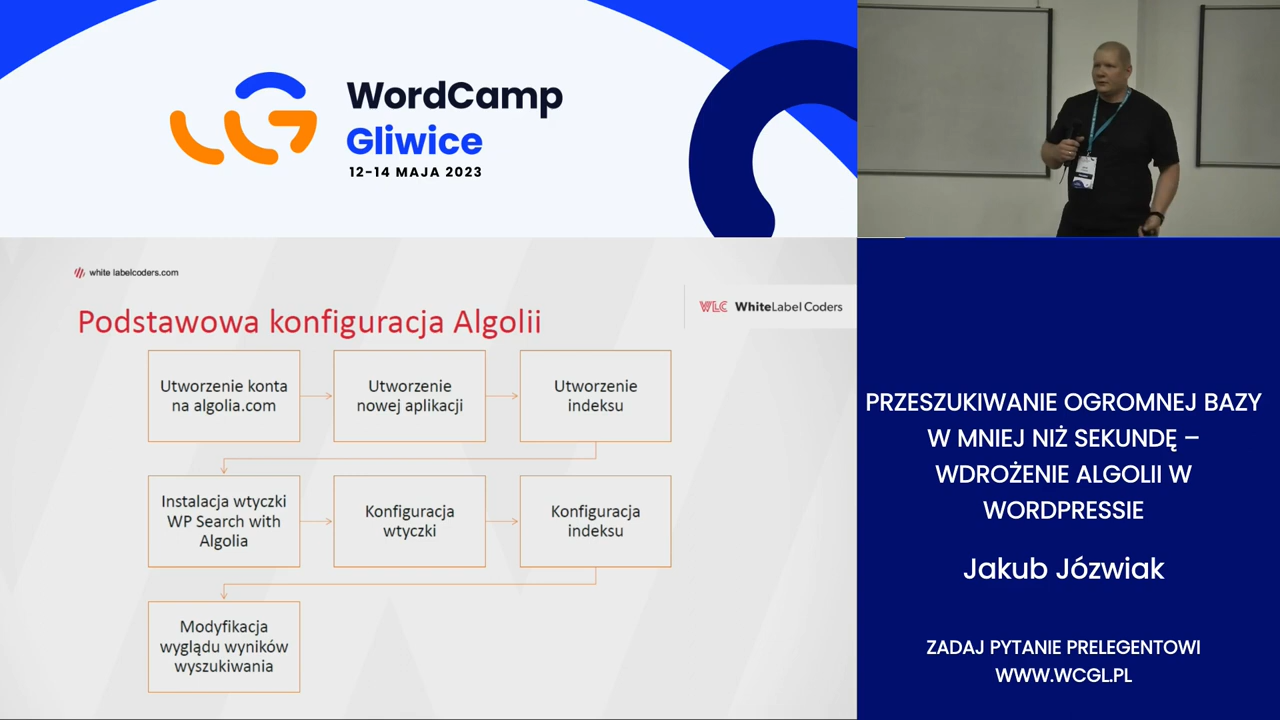 WordCamp
Gliwice
12-14 MAJA 2023
white labelcoders.com
WLC WhiteLabel Coders
Podstawowa konfiguracja Algolii
Utworzenie konta
na algolia.com
Utworzenie
nowej aplikacji
Utworzenie
indeksu
Instalacja wtyczki
WP Search with
Algolia
Konfiguracja
wtyczki
Konfiguracja
indeksu
Modyfikacja
wyglądu wyników
wyszukiwania
PRZESZUKIWANIE OGROMNEJ BAZY
W MNIEJ NIŻ SEKUNDĘ –
WDROŻENIE ALGOLII W
WORDPRESSIE
Jakub Józwiak
ZADAJ PYTANIE PRELEGENTOWI
WWW.WCGL.PL